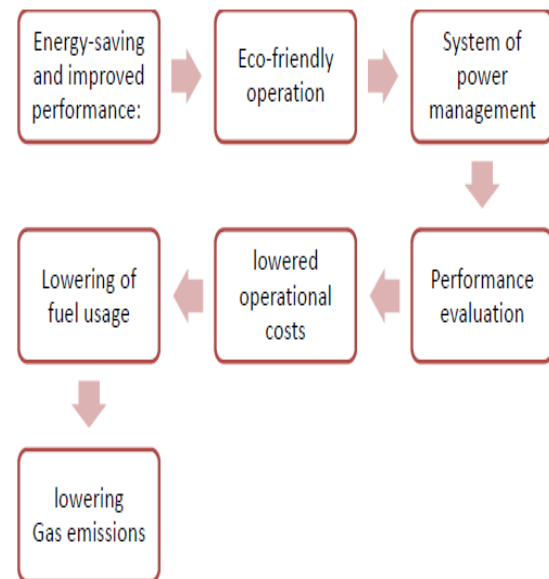 Energy-saving
and improved
performance:
Eco-friendly
operation
System of
power
management
Performance
evaluation
lowered
operational
costs
Lowering of
fuel usage
lowering
Gas emissions